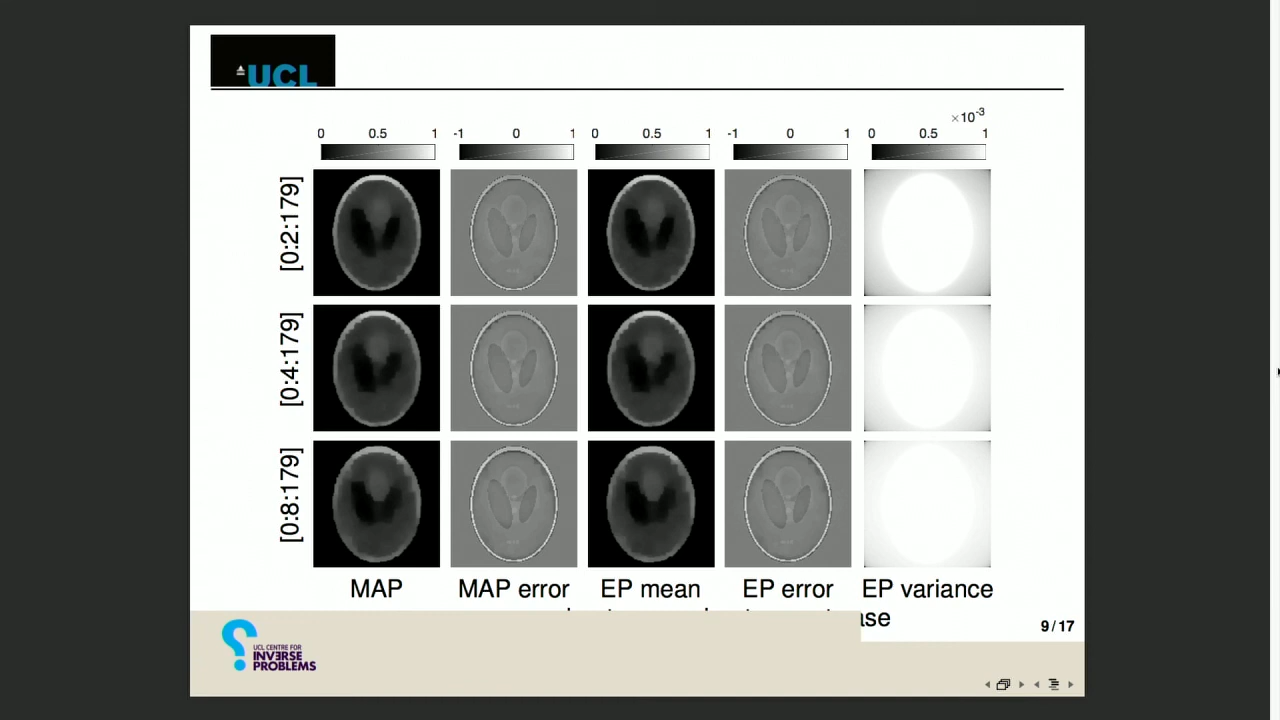 UCL
×10-3
0 0.5 1 -1 0 1 0 0.5 1 -1 0 1 0 0.5 1
[0:2:179]
[0:4:179]
[0:8:179]
MAP MAP error EP mean EP error EP variance
9/17
UCL CENTRE FOR
INVERSE
PROBLEMS